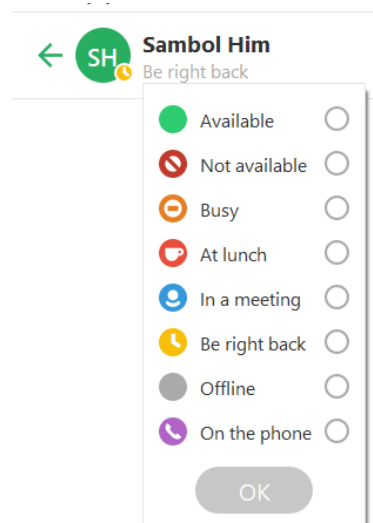 SH
Sambol Him
Be right back
Available
Not available
Busy
At lunch
In a meeting
Be right back
Offline
On the phone
OK